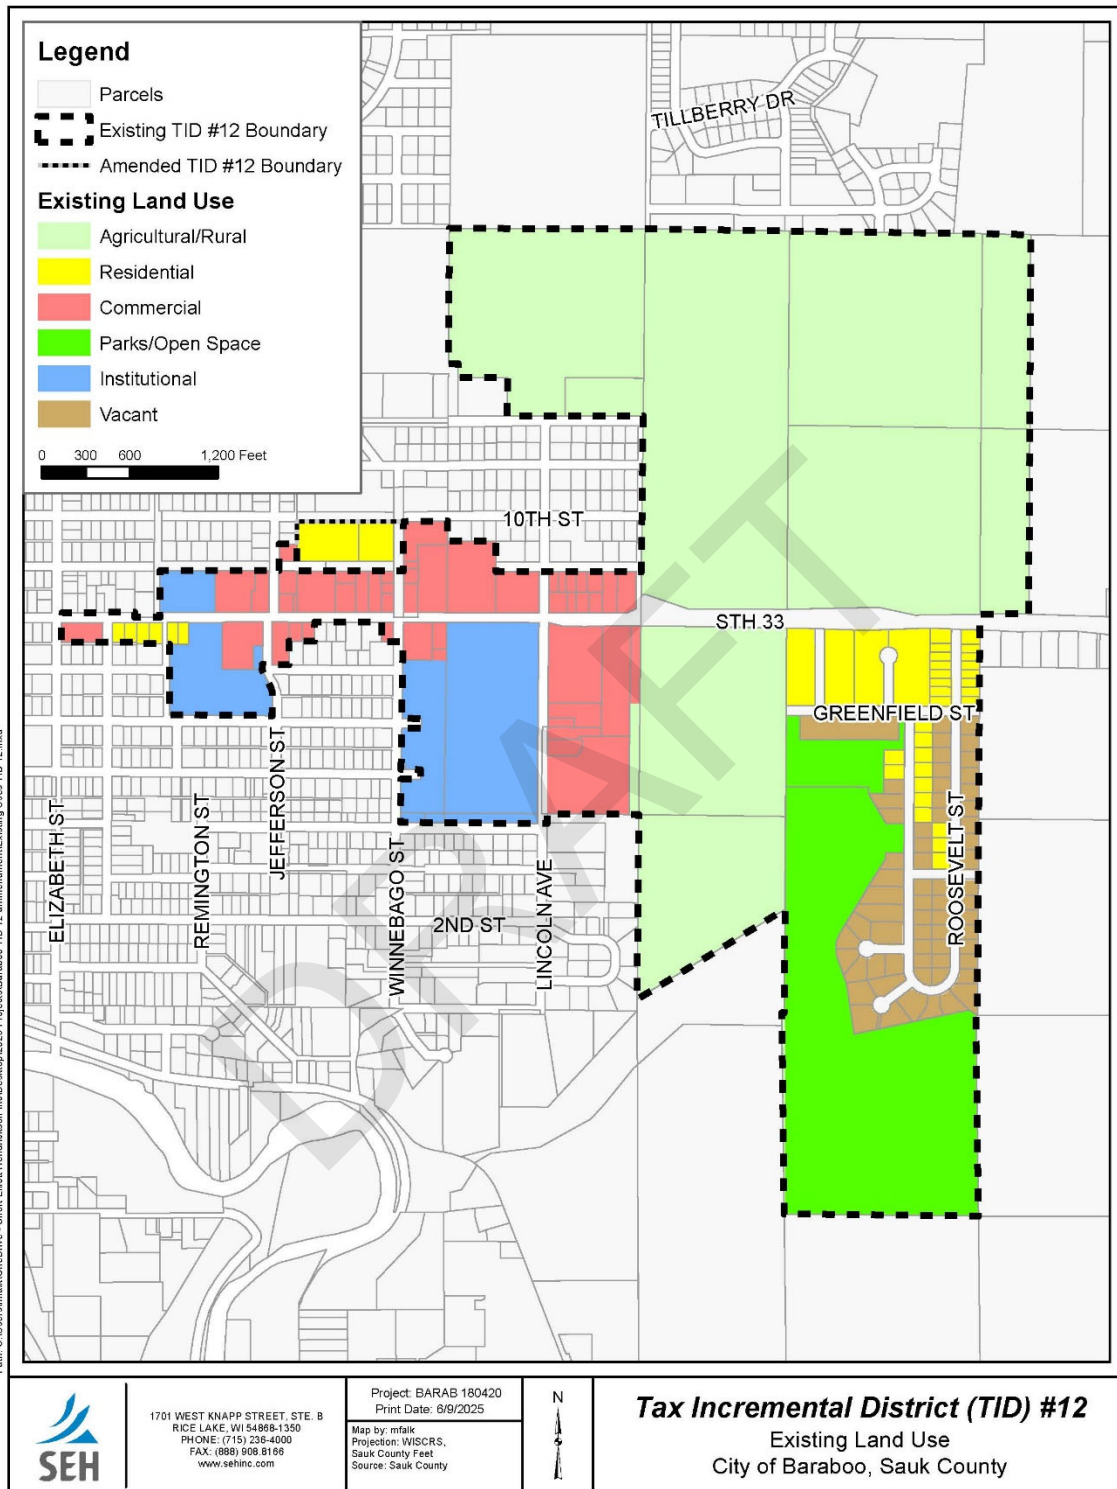 Legend
Parcels
Existing TID #12 Boundary
Amended TID #12 Boundary
Existing Land Use
Agricultural/Rural
Residential
Commercial
Parks/Open Space
Institutional
Vacant
0 300 600 1,200 Feet
TILLBERRY DR
10TH ST
STH 33
GREENFIELD ST
ELIZABETH ST
REMINGTON ST
JEFFERSON ST
WINNEBAGO ST
2ND ST
LINCOLN AVE
ROOSEVELT ST
DRAFT
SEH
1701 WEST KNAPP STREET, STE. B
RICE LAKE, WI 54868-1350
PHONE: (715) 236-4000
FAX: (888) 908.8166
www.sehinc.com
Project: BARAB 180420
Print Date: 6/9/2025
Map by: mfalk
Projection: WISCRS,
Sauk County Feet
Source: Sauk County
N
Tax Incremental District (TID) #12
Existing Land Use
City of Baraboo, Sauk County